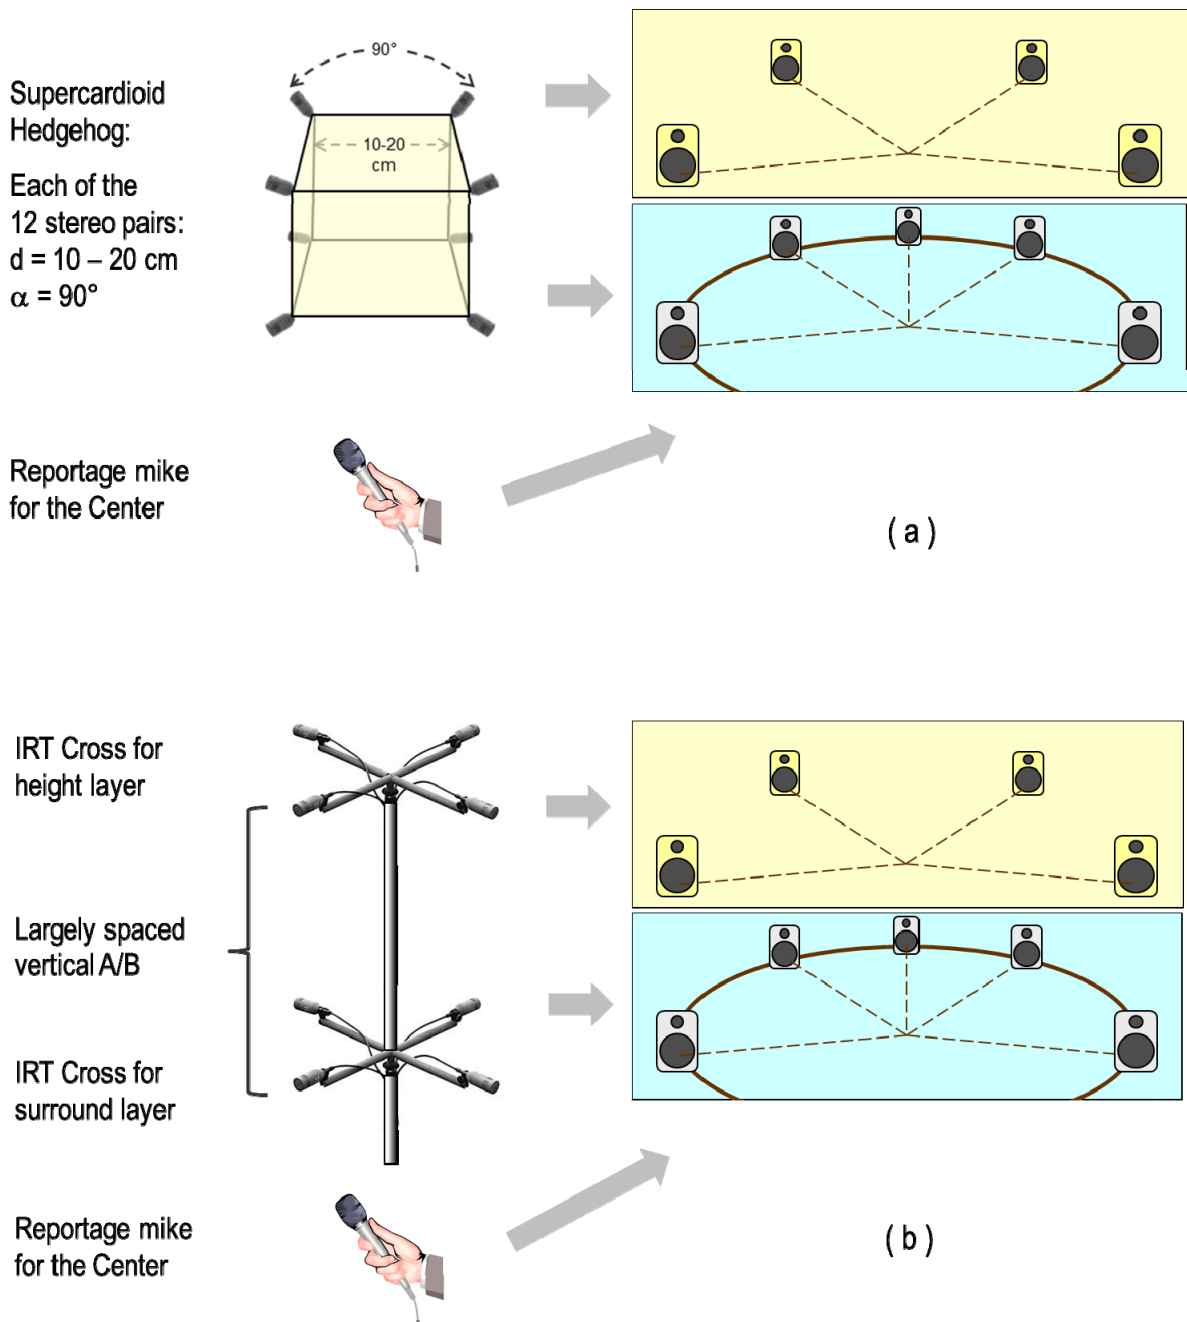 90°
Supercardioid
Hedgehog:
10-20
cm
Each of the
12 stereo pairs:
d = 10 – 20 cm
α = 90°
Reportage mike
for the Center
( a )
IRT Cross for
height layer
Largely spaced
vertical A/B
IRT Cross for
surround layer
Reportage mike
for the Center
( b )